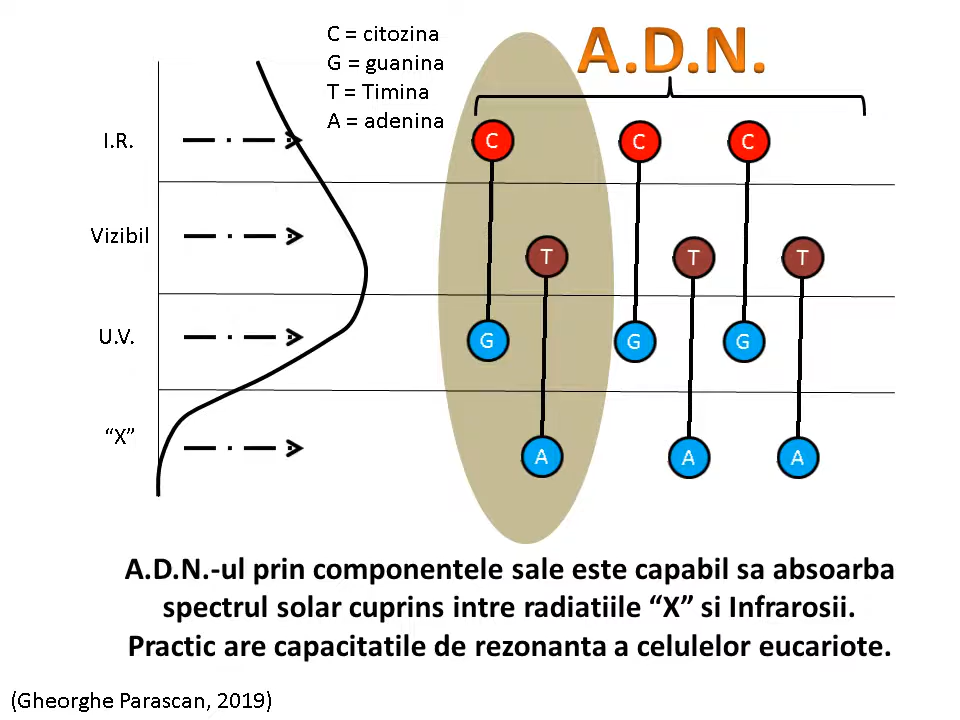 C = citozina
G = guanina
T = Timina
A = adenina
A.D.N.
I.R.
C
C
C
Vizibil
T
T
T
U.V.
G
G
G
“X”
A
A
A
A.D.N.-ul prin componentele sale este capabil sa absoarba
spectrul solar cuprins intre radiatiile “X” si Infrarosii.
Practic are capacitatile de rezonanta a celulelor eucariote.
(Gheorghe Parascan, 2019)